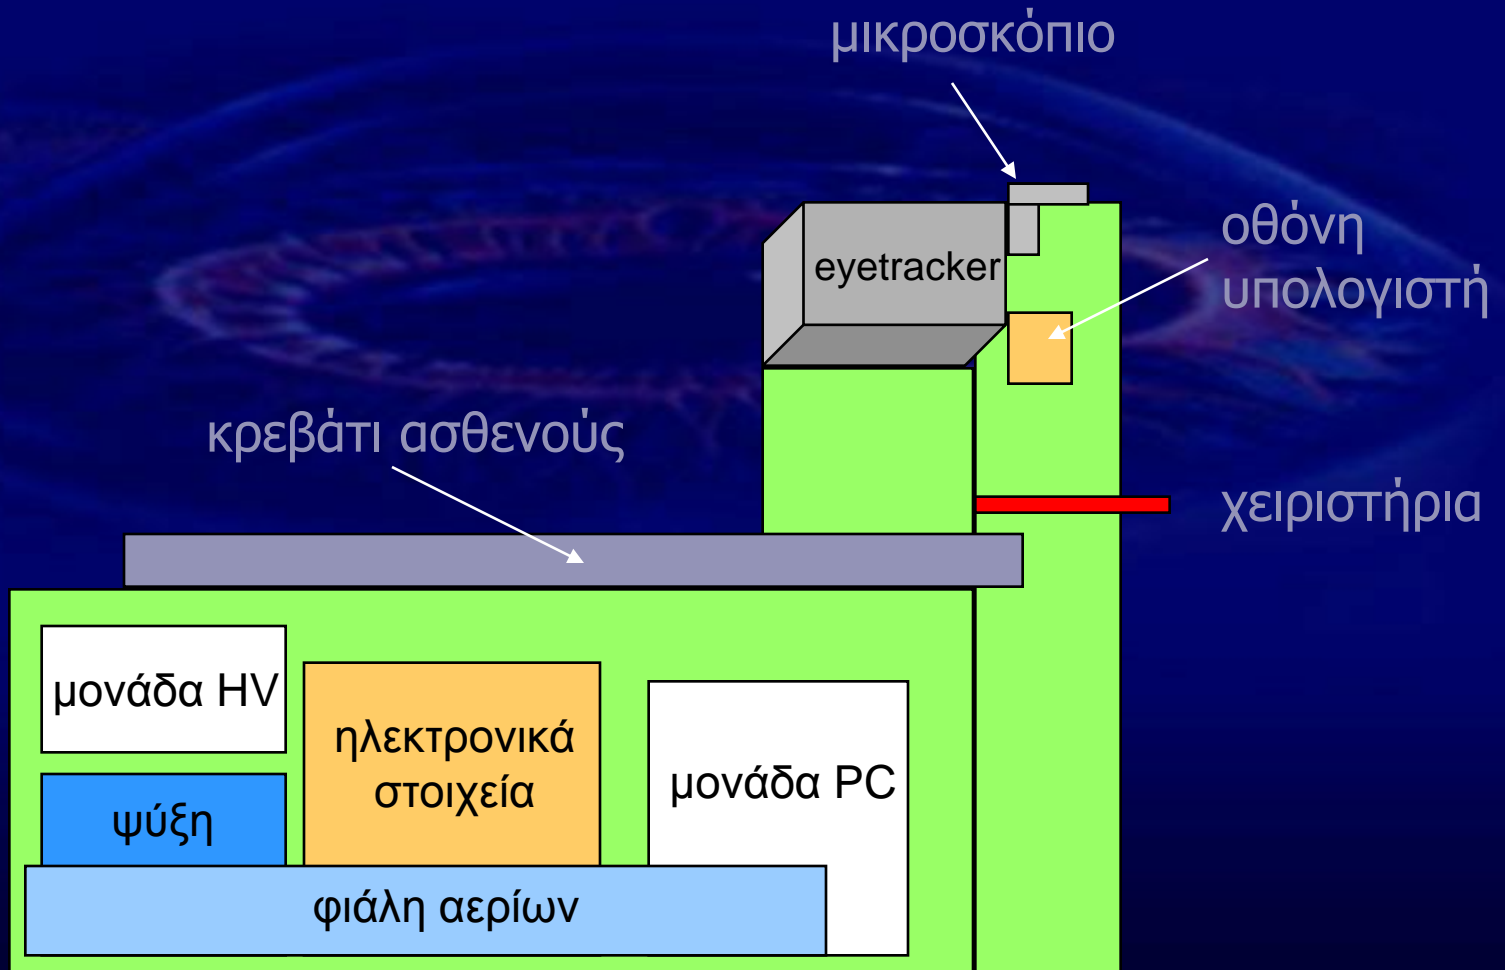 μικροσκόπιο
οθόνη
υπολογιστή
eyetracker
κρεβάτι ασθενούς
χειριστήρια
μονάδα HV
ηλεκτρονικά
στοιχεία
μονάδα PC
ψύξη
φιάλη αερίων